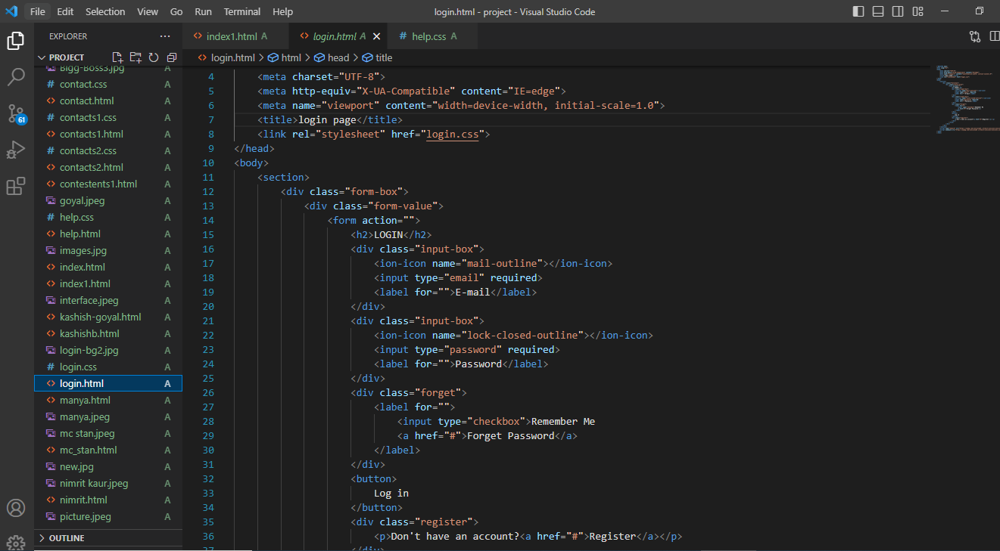 File Edit Selection View Go Run Terminal Help login.html - project - Visual Studio Code
EXPLORER
PROJECT
Bigg-Boss3.jpg A
contact.css A
contact.html A
contacts1.css A
contacts1.html A
contacts2.css A
contacts2.html A
contestents1.html A
goyal.jpeg A
help.css A
help.html A
images.jpg A
index.html A
index1.html A
interface.jpeg A
kashish-goyal.html A
kashishb.html A
login-bg2.jpg A
login.css A
login.html A
manya.html A
manya.jpeg A
mc stan.jpeg A
mc_stan.html A
new.jpg A
nimrit kaur.jpeg A
nimrit.html A
picture.jpeg A
OUTLINE
61
index1.html A login.html A help.css A
login.html > html > head > title
4 <meta charset="UTF-8">
5 <meta http-equiv="X-UA-Compatible" content="IE=edge">
6 <meta name="viewport" content="width=device-width, initial-scale=1.0">
7 <title>login page</title>
8 <link rel="stylesheet" href="login.css">
9 </head>
10 <body>
11 <section>
12 <div class="form-box">
13 <div class="form-value">
14 <form action="">
15 <h2>LOGIN</h2>
16 <div class="input-box">
17 <ion-icon name="mail-outline"></ion-icon>
18 <input type="email" required>
19 <label for="">E-mail</label>
20 </div>
21 <div class="input-box">
22 <ion-icon name="lock-closed-outline"></ion-icon>
23 <input type="password" required>
24 <label for="">Password</label>
25 </div>
26 <div class="forget">
27 <label for="">
28 <input type="checkbox">Remember Me
29 <a href="#">Forget Password</a>
30 </label>
31 </div>
32 <button>
33 Log in
34 </button>
35 <div class="register">
36 <p>Don't have an account?<a href="#">Register</a></p>
37 </div>